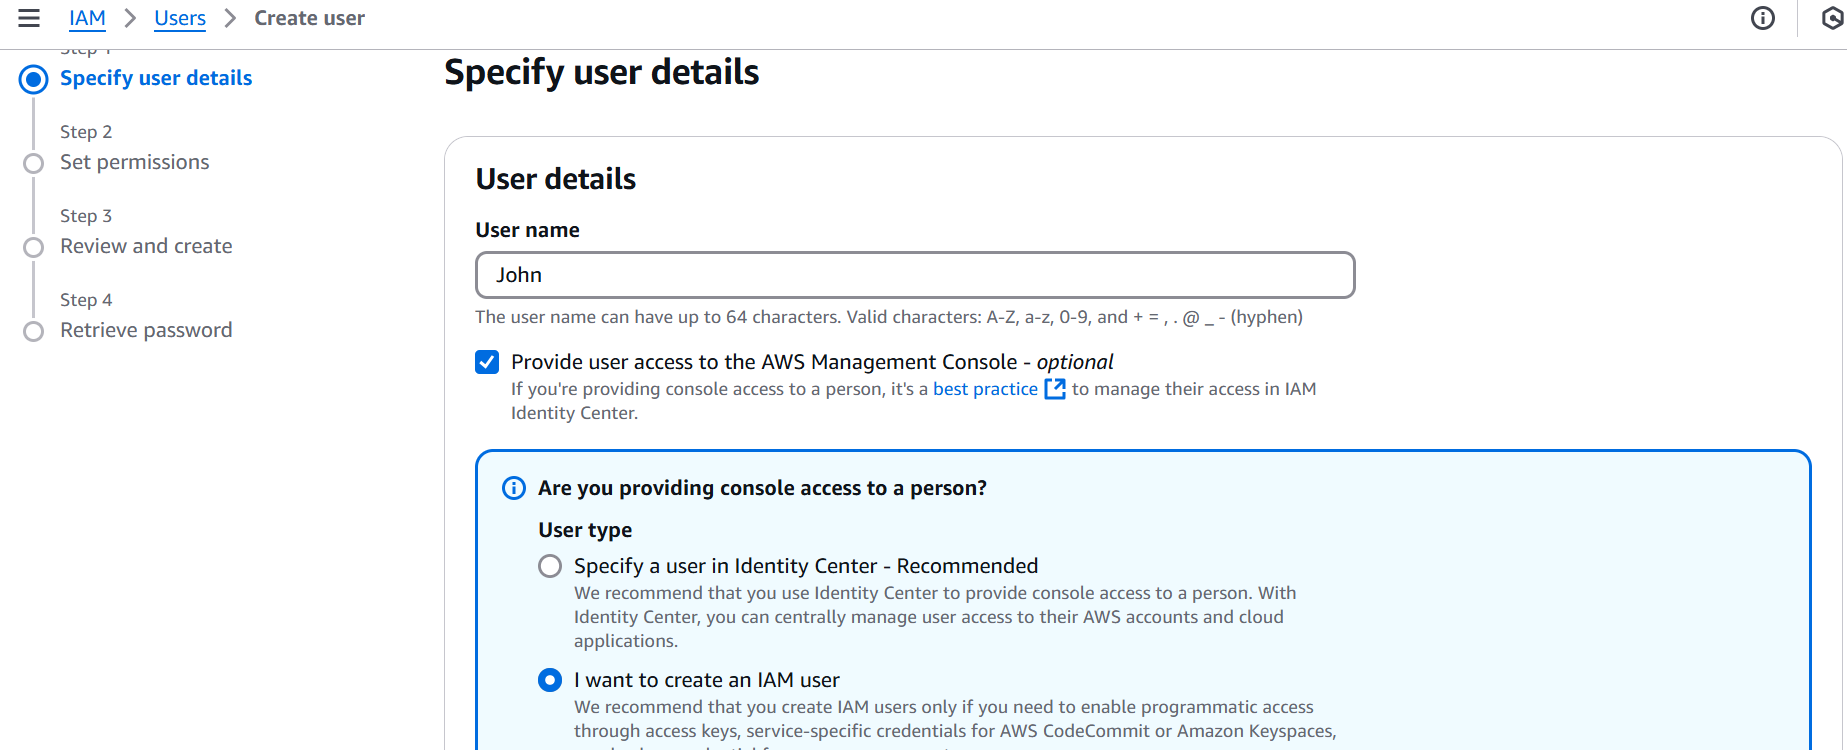 IAM > Users > Create user
Specify user details
Step 2
Set permissions
Step 3
Review and create
Step 4
Retrieve password
Specify user details
User details
User name
John
The user name can have up to 64 characters. Valid characters: A-Z, a-z, 0-9, and + = , . @ _ - (hyphen)
Provide user access to the AWS Management Console - optional
If you're providing console access to a person, it's a best practice to manage their access in IAM
Identity Center.
Are you providing console access to a person?
User type
Specify a user in Identity Center - Recommended
We recommend that you use Identity Center to provide console access to a person. With
Identity Center, you can centrally manage user access to their AWS accounts and cloud
applications.
I want to create an IAM user
We recommend that you create IAM users only if you need to enable programmatic access
through access keys, service-specific credentials for AWS CodeCommit or Amazon Keyspaces,